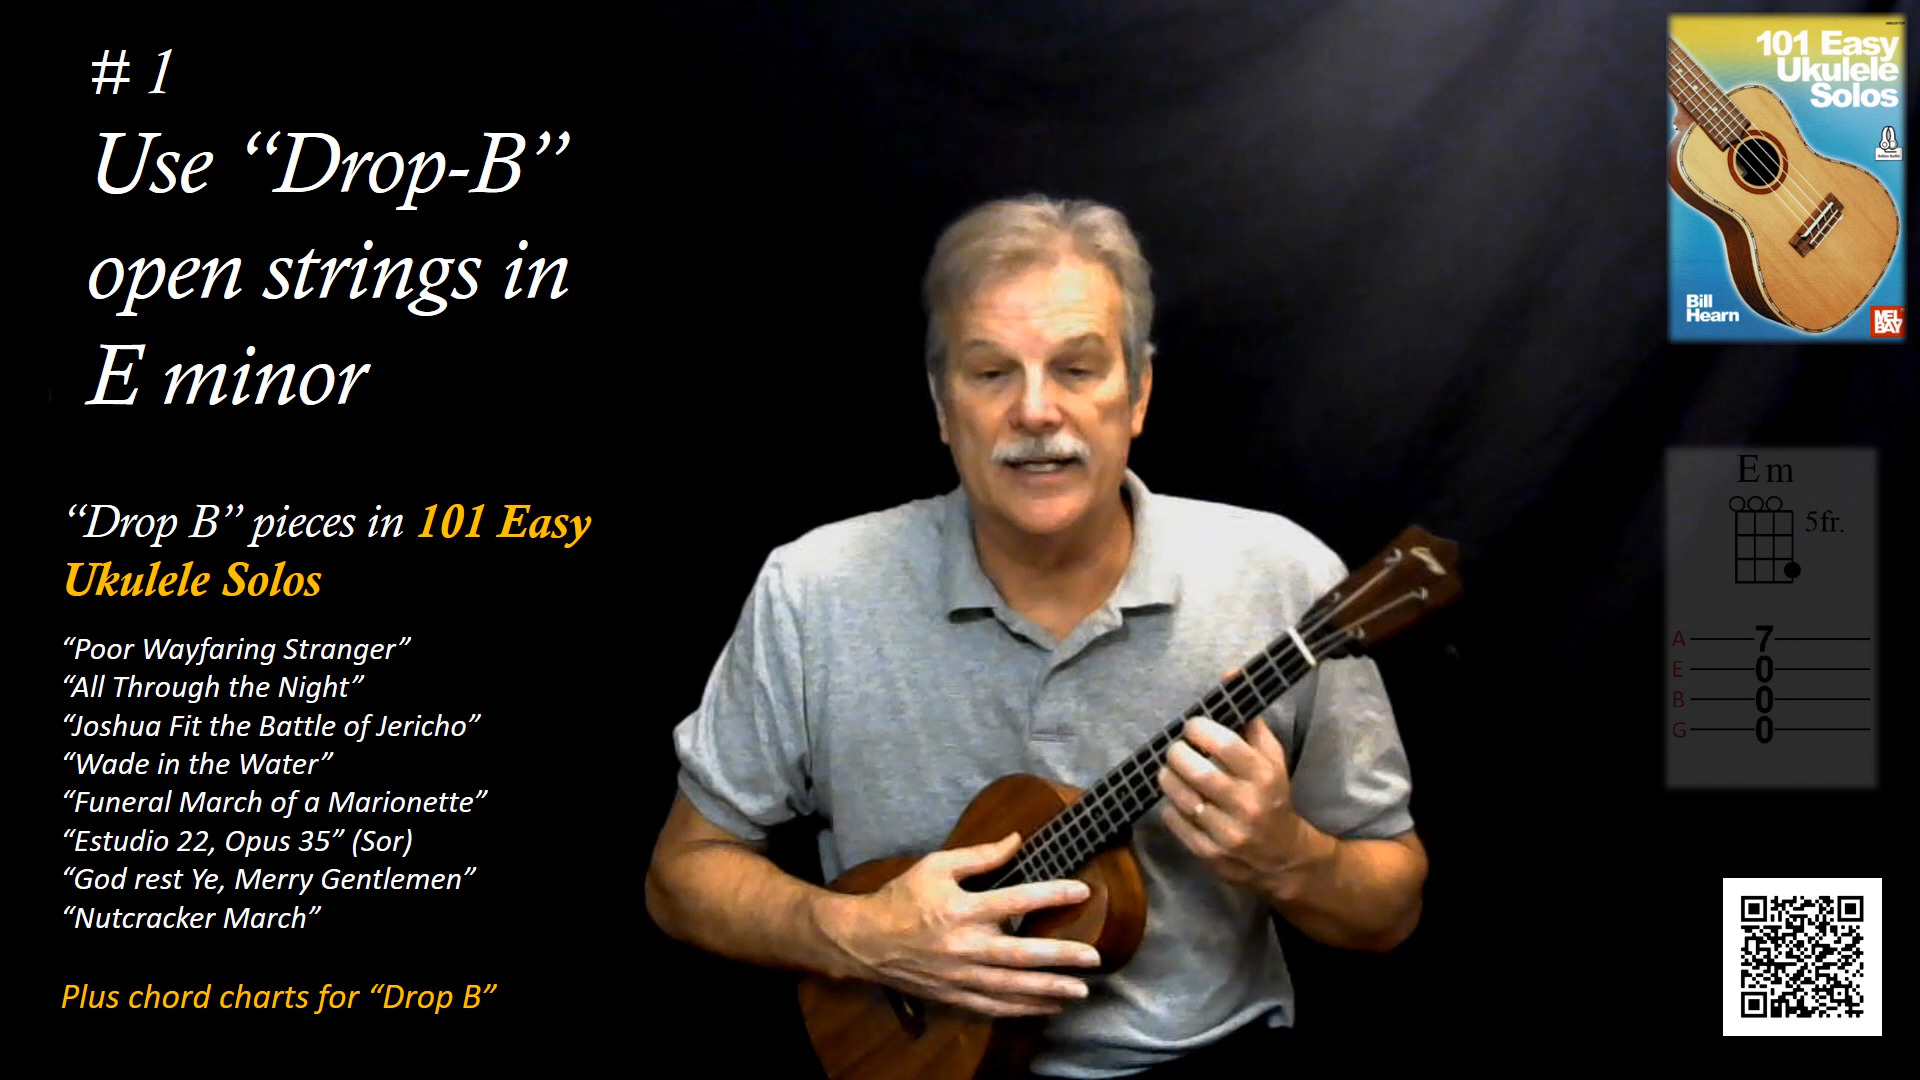 # 1
Use “Drop-B”
open strings in
E minor
“Drop B” pieces in 101 Easy
Ukulele Solos
“Poor Wayfaring Stranger”
“All Through the Night”
“Joshua Fit the Battle of Jericho”
“Wade in the Water”
“Funeral March of a Marionette”
“Estudio 22, Opus 35” (Sor)
“God rest Ye, Merry Gentlemen”
“Nutcracker March”
Plus chord charts for “Drop B”
101 Easy
Ukulele
Solos
Bill
Hearn
MEL
BAY
Em
5fr.
A 7
E 0
B 0
G 0